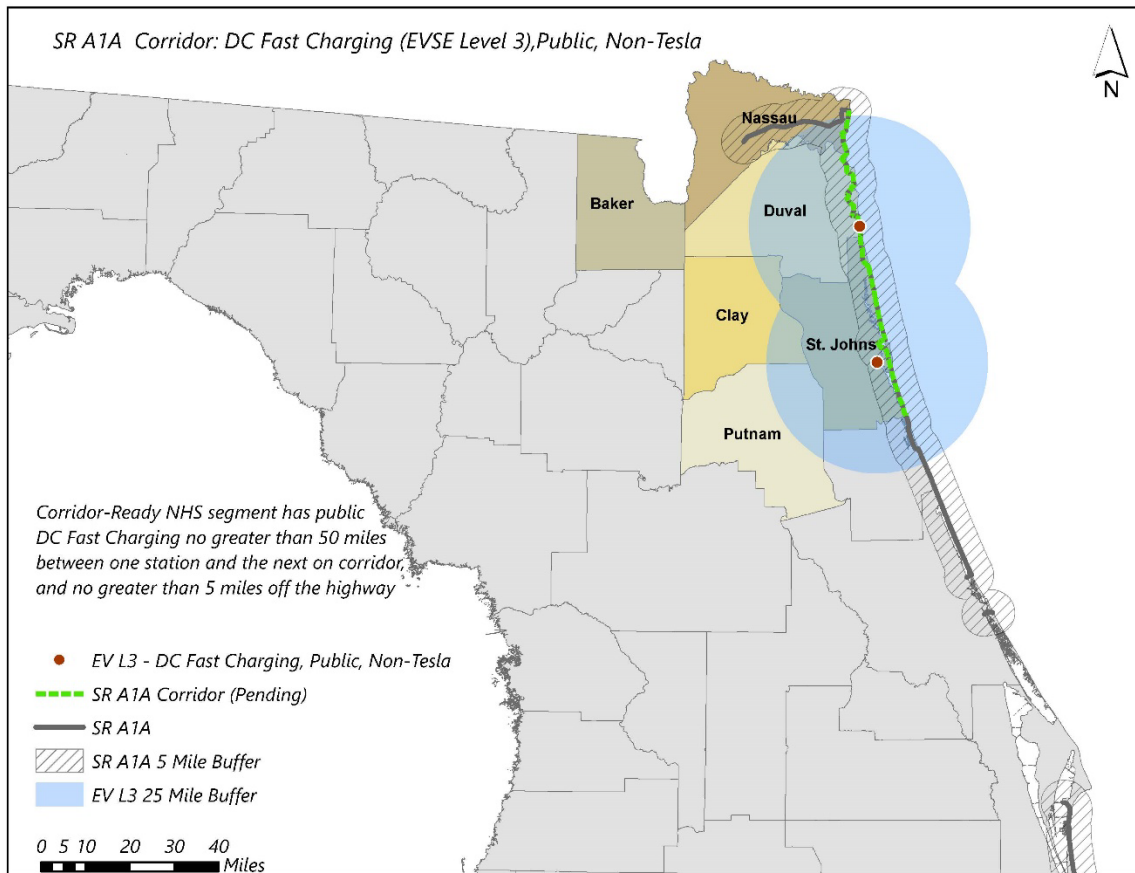 SR A1A Corridor: DC Fast Charging (EVSE Level 3),Public, Non-Tesla
N
Nassau
Baker
Duval
Clay
St. Johns
Putnam
Corridor-Ready NHS segment has public
DC Fast Charging no greater than 50 miles
between one station and the next on corridor,
and no greater than 5 miles off the highway
EV L3 - DC Fast Charging, Public, Non-Tesla
SR A1A Corridor (Pending)
SR A1A
SR A1A 5 Mile Buffer
EV L3 25 Mile Buffer
0 5 10 20 30 40
Miles